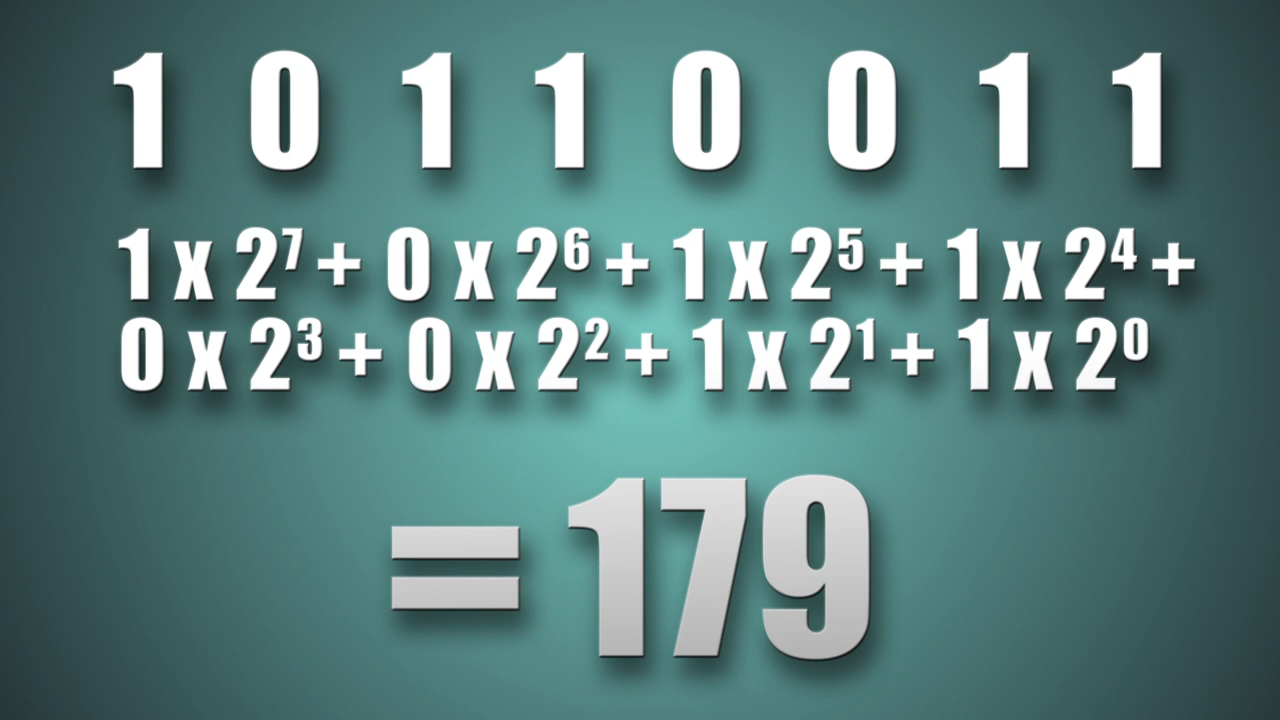 1 0 1 1 0 0 1 1
1 x 2⁷ + 0 x 2⁶ + 1 x 2⁵ + 1 x 2⁴ +
0 x 2³ + 0 x 2² + 1 x 2¹ + 1 x 2⁰
= 179